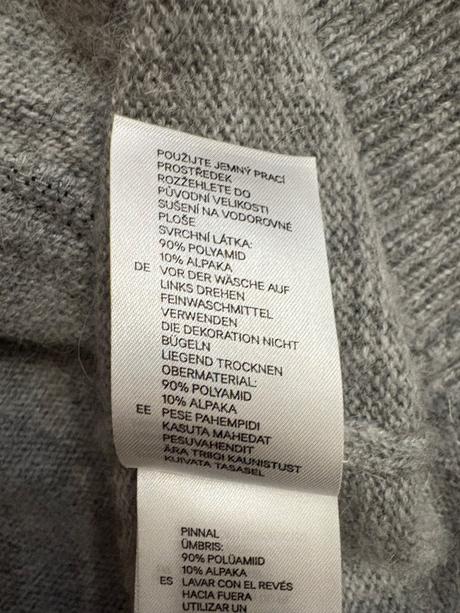 POUŽIJTE JEMNÝ PRACÍ
PROSTŘEDEK
ROZŽEHLETE DO
PŮVODNÍ VELIKOSTI
SUŠENÍ NA VODOROVNÉ
PLOŠE
SVRCHNÍ LÁTKA:
90% POLYAMID
10% ALPAKA
DE VOR DER WÄSCHE AUF
LINKS DREHEN
FEINWASCHMITTEL
VERWENDEN
DIE DEKORATION NICHT
BÜGELN
LIEGEND TROCKNEN
OBERMATERIAL:
90% POLYAMID
10% ALPAKA
EE PESE PAHEMPIDI
KASUTA MAHEDAT
PESUVAHENDIT
ÄRA TRIIGI KAUNISTUST
KUIVATA TASASEL
PINNAL
ÜMBRIS:
90% POLÜAMIID
10% ALPAKA
ES LAVAR CON EL REVÉS
HACIA FUERA
UTILIZAR UN